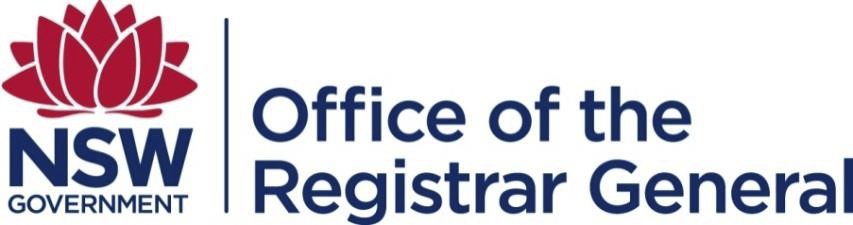 NSW
GOVERNMENT
Office of the
Registrar General